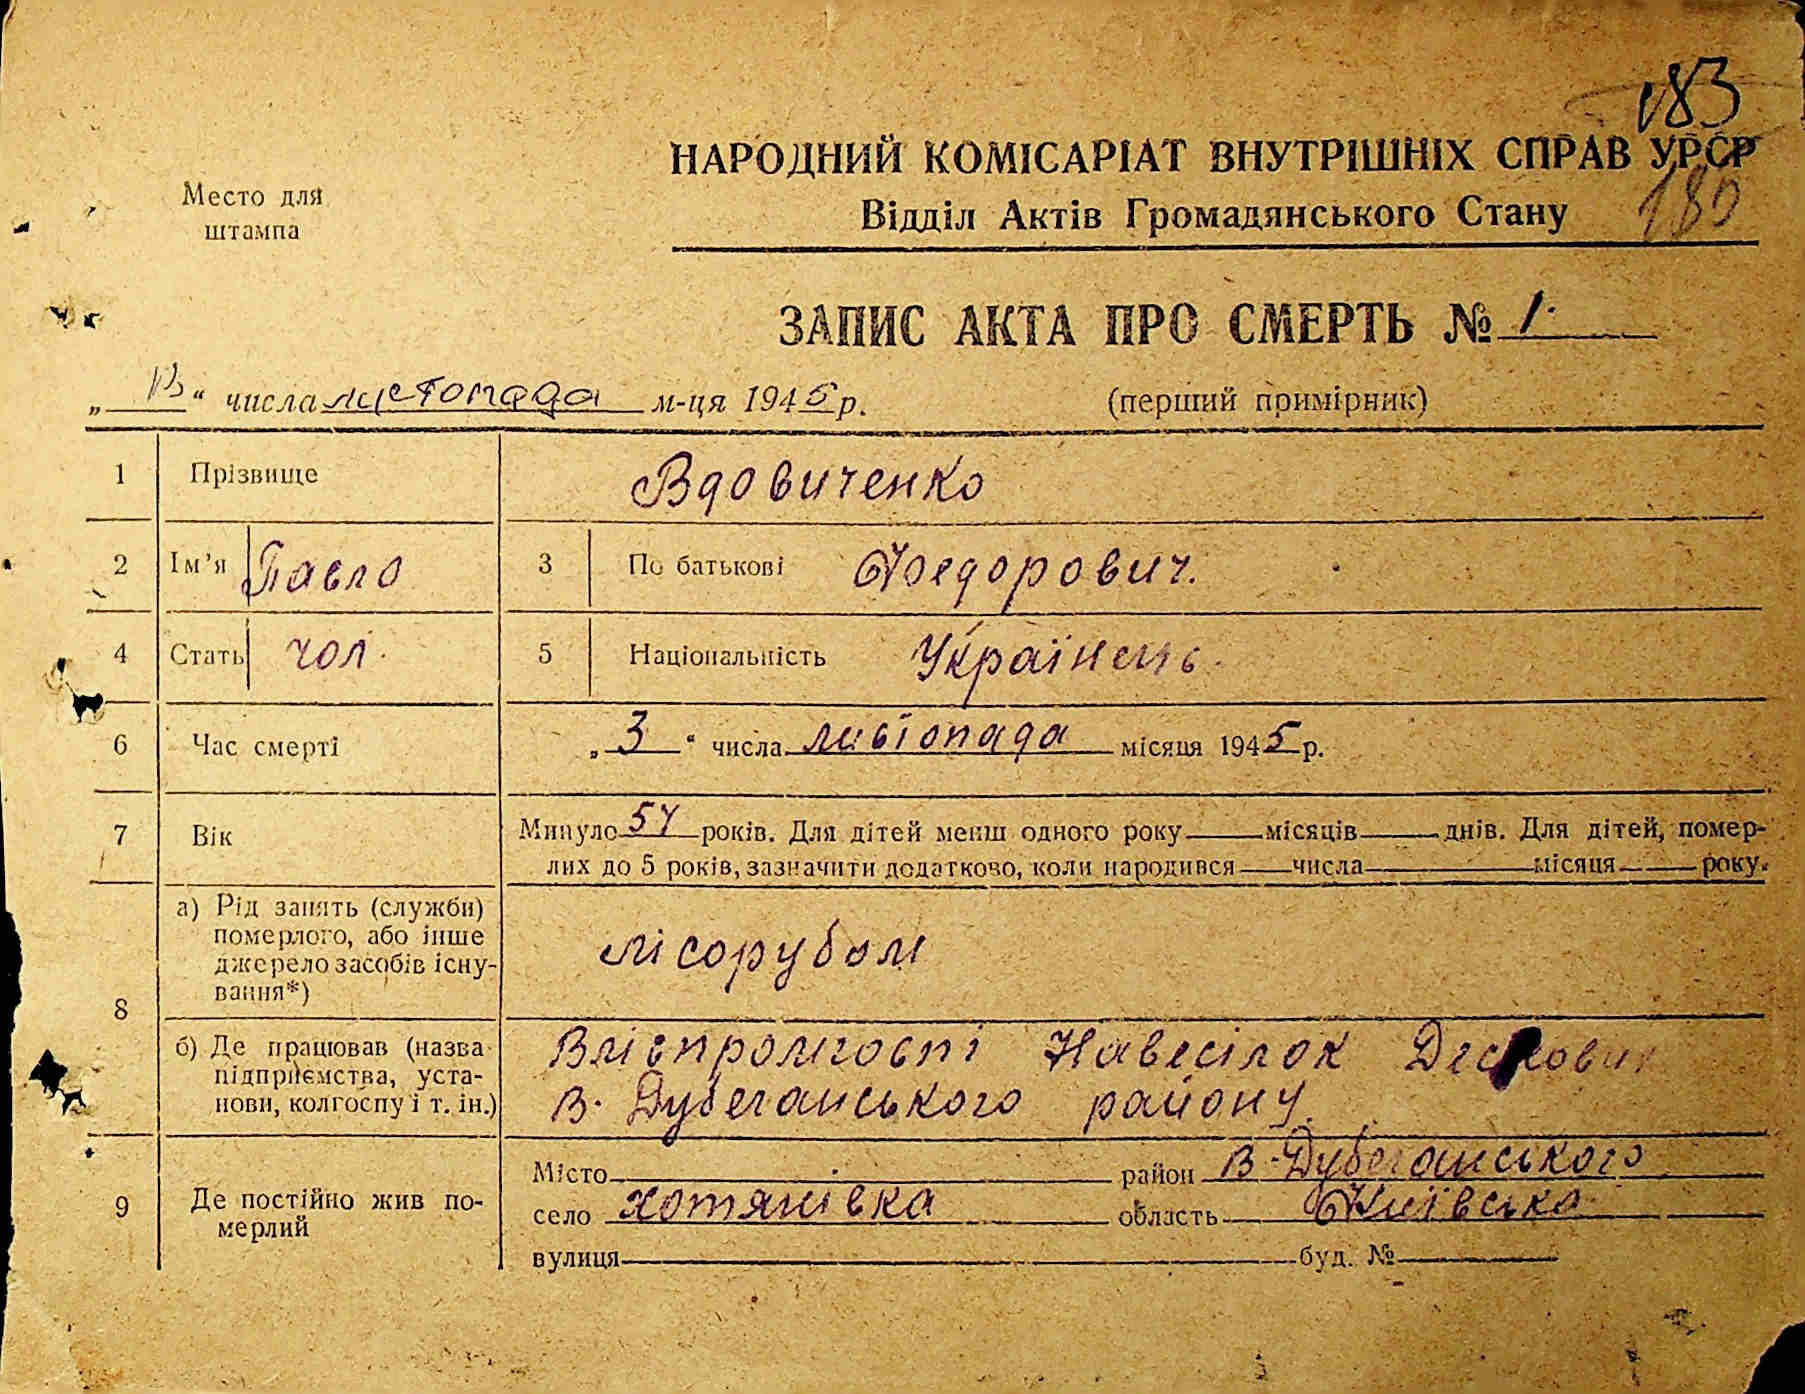 183
НАРОДНИЙ КОМІСАРІАТ ВНУТРІШНІХ СПРАВ УРСР
Место для
штампа
Відділ Актів Громадянського Стану
180
ЗАПИС АКТА ПРО СМЕРТЬ № 1.
„ “ числа листопада м-ця 1945 р. (перший примірник)
1 Прізвище Вдовиченко
2 Ім’я Павло 3 По батькові Федорович.
4 Стать чол. 5 Національність Українець.
6 Час смерті „3“ числа листопада місяця 1945 р.
7 Вік Минуло 54 років. Для дітей менш одного року місяців днів. Для дітей, помер-
лих до 5 років, зазначити додатково, коли народився числа місяця року.
8 а) Рід занять (служби)
померлого, або інше
джерело засобів існу-
вання*)
лісорубом
б) Де працював (назва
підприємства, уста-
нови, колгоспу і т. ін.)
В
В. Дубечанського району.
9 Де постійно жив по-
мерлий
Місто район В-Дубечанського
село Хотянівка область Київська
вулиця буд. №